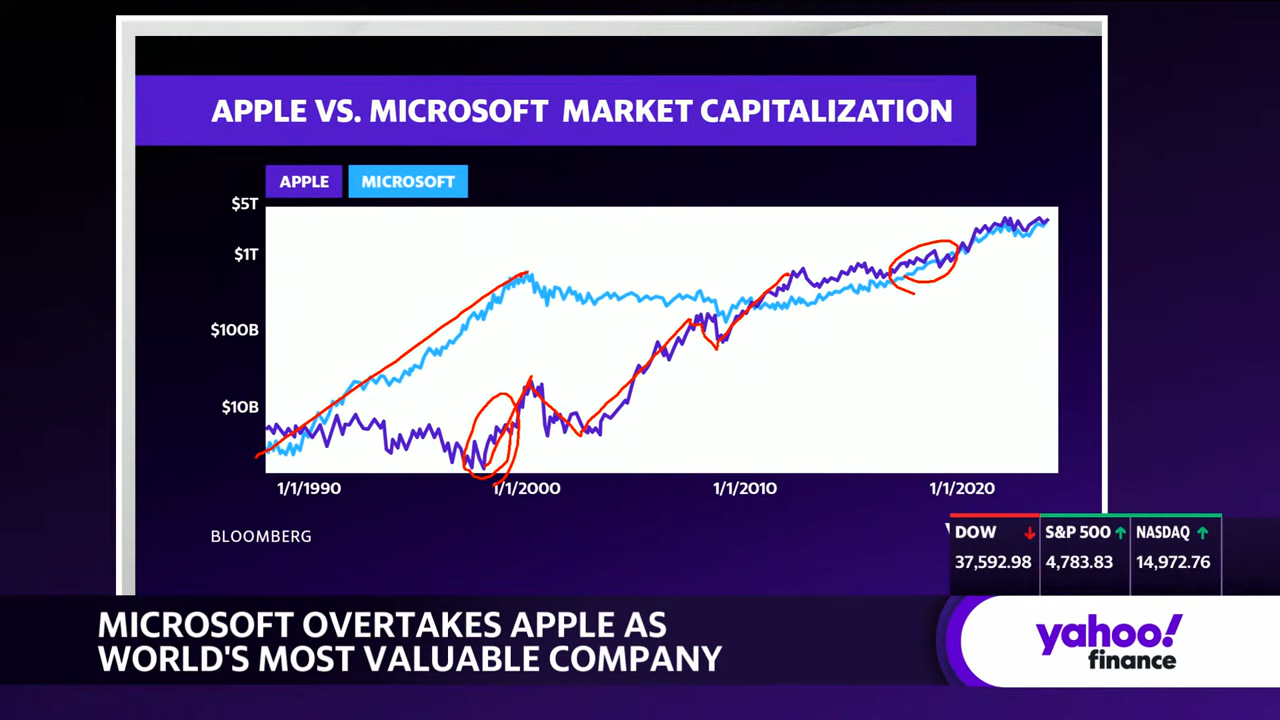 APPLE VS. MICROSOFT MARKET CAPITALIZATION
APPLE MICROSOFT
$5T
$1T
$100B
$10B
1/1/1990 1/1/2000 1/1/2010 1/1/2020
BLOOMBERG
DOW S&P 500 NASDAQ
37,592.98 4,783.83 14,972.76
MICROSOFT OVERTAKES APPLE AS
WORLD'S MOST VALUABLE COMPANY
yahoo!
finance